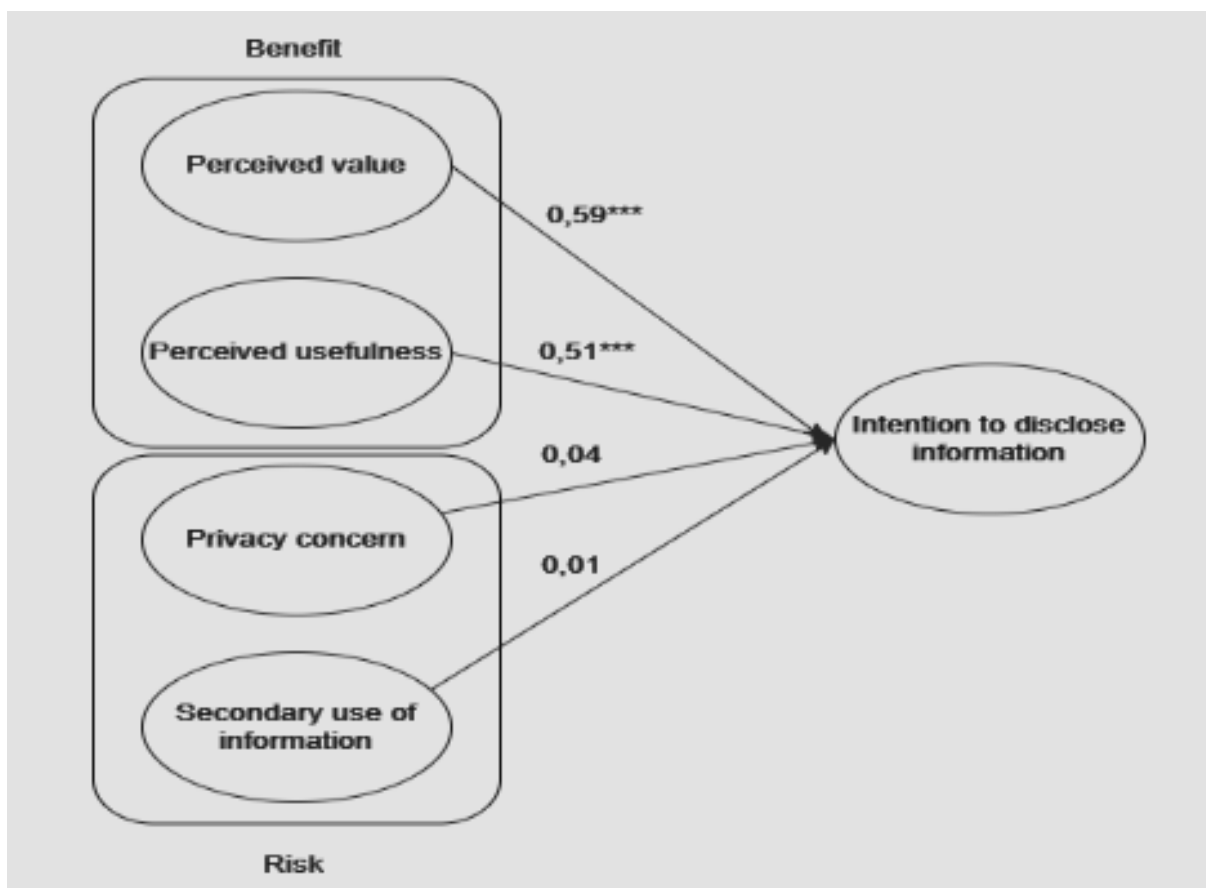 Benefit
Perceived value
0,59***
Perceived usefulness
0,51***
Intention to disclose
information
0,04
Privacy concern
0,01
Secondary use of
information
Risk